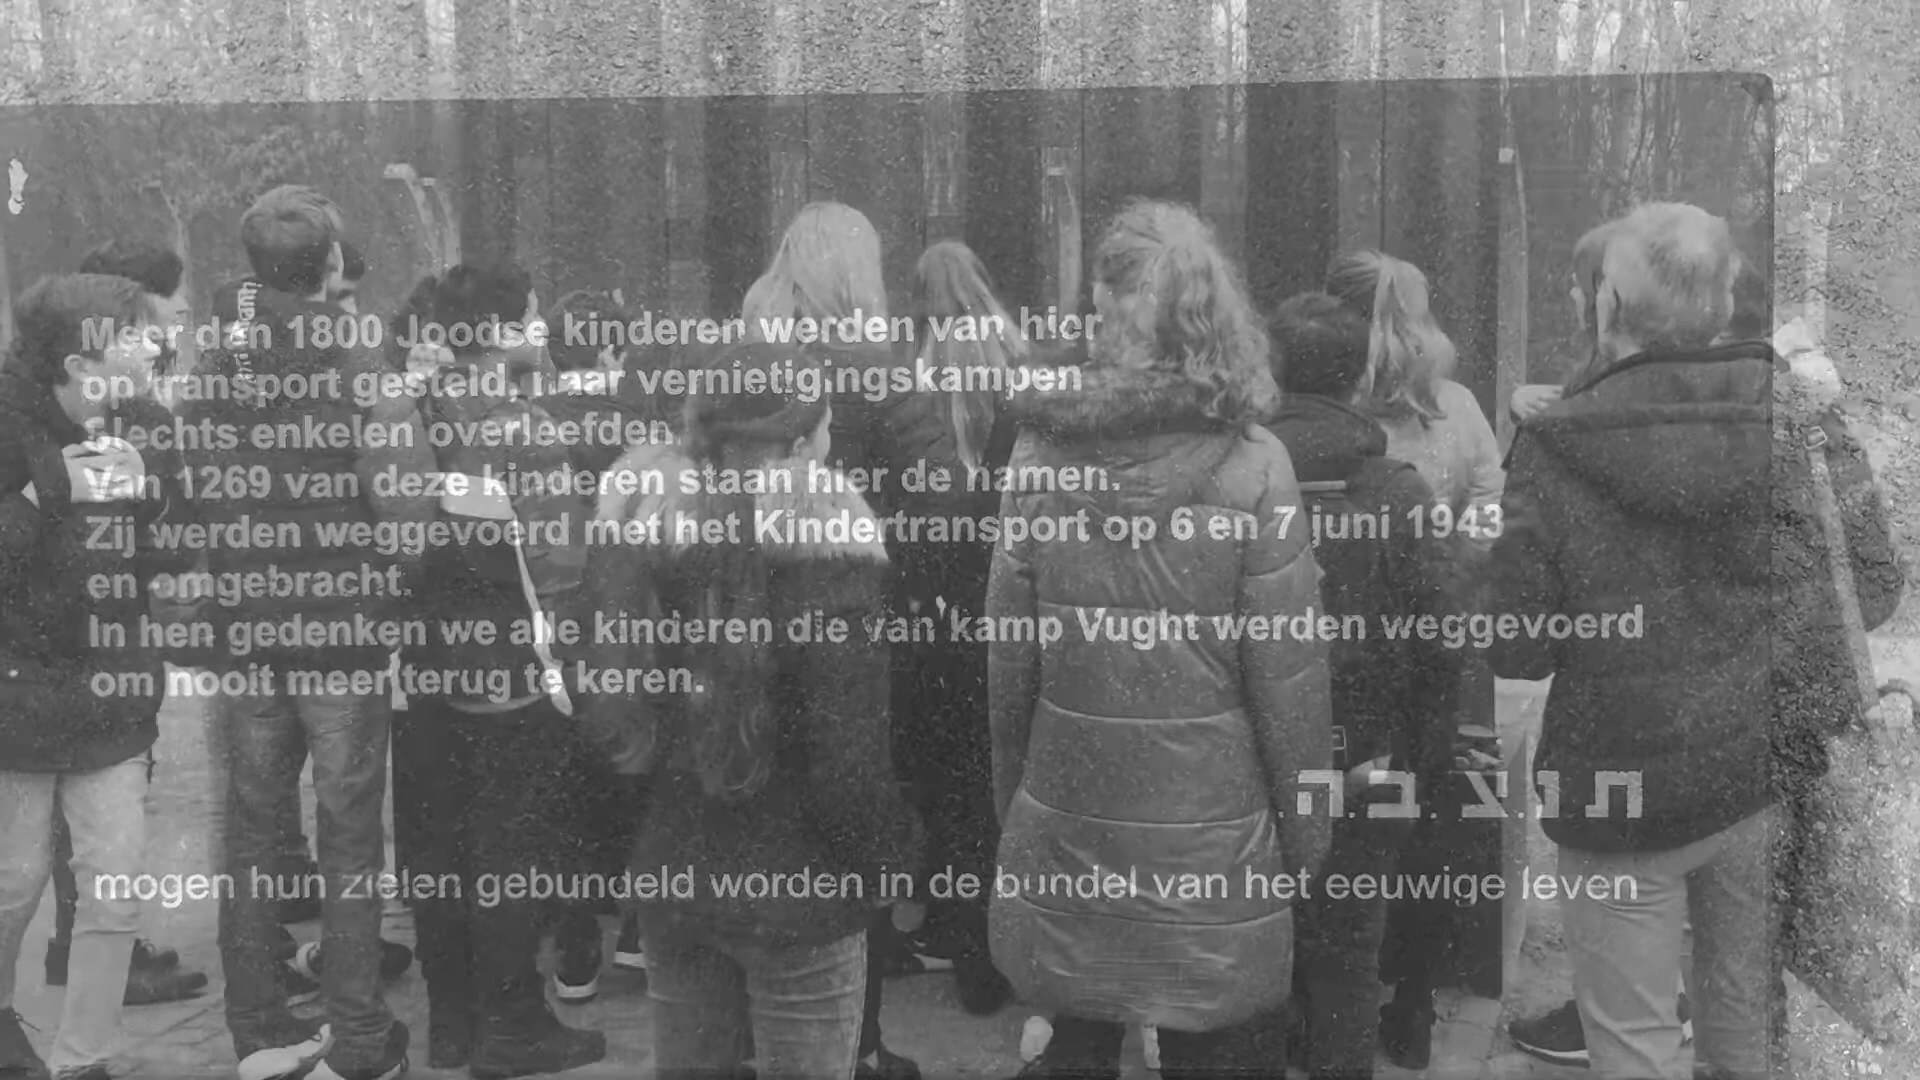 Meer dan 1800 Joodse kinderen werden van hier
op transport gesteld, naar vernietigingskampen
Slechts enkelen overleefden.
Van 1269 van deze kinderen staan hier de namen.
Zij werden weggevoerd met het Kindertransport op 6 en 7 juni 1943
en omgebracht.
In hen gedenken we alle kinderen die van kamp Vught werden weggevoerd
om nooit meer terug te keren.
ת נ.צ.ב.ה.
mogen hun zielen gebundeld worden in de bundel van het eeuwige leven